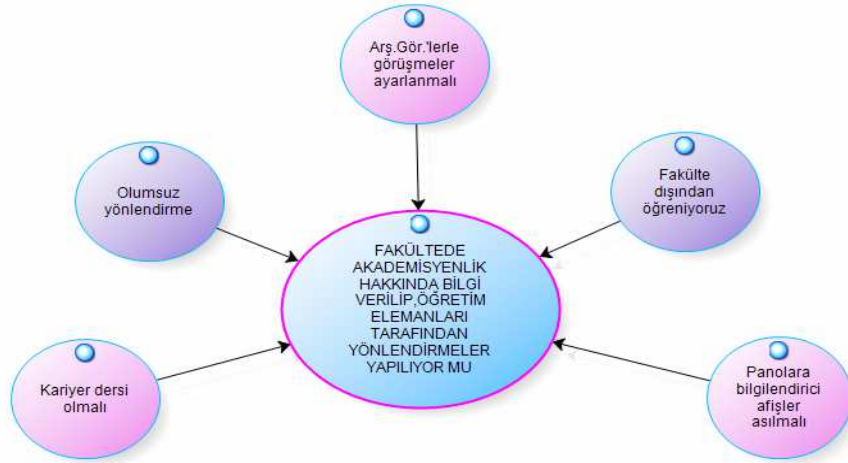 Arş.Gör.'lerle
görüşmeler
ayarlanmalı
Olumsuz
yönlendirme
Fakülte
dışından
öğreniyoruz
FAKÜLTEDE
AKADEMİSYENLİK
HAKKINDA BİLGİ
VERİLİP,ÖĞRETİM
ELEMANLARI
TARAFINDAN
YÖNLENDİRMELER
YAPILIYOR MU
Kariyer dersi
olmalı
Panolara
bilgilendirici
afişler
asılmalı